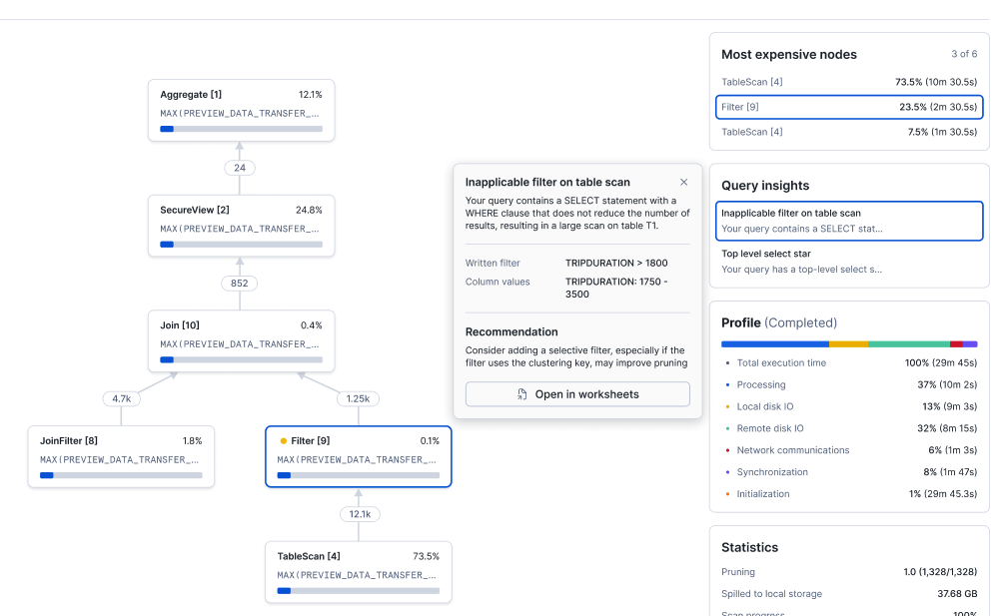 Aggregate [1] 12.1%
MAX(PREVIEW_DATA_TRANSFER_...
24
SecureView [2] 24.8%
MAX(PREVIEW_DATA_TRANSFER_...
852
Join [10] 0.4%
MAX(PREVIEW_DATA_TRANSFER_...
4.7k
1.25k
JoinFilter [8] 1.8%
MAX(PREVIEW_DATA_TRANSFER_...
Filter [9] 0.1%
MAX(PREVIEW_DATA_TRANSFER_...
12.1k
TableScan [4] 73.5%
MAX(PREVIEW_DATA_TRANSFER_...
Inapplicable filter on table scan
Your query contains a SELECT statement with a
WHERE clause that does not reduce the number of
results, resulting in a large scan on table T1.
Written filter TRIPDURATION > 1800
Column values TRIPDURATION: 1750 -
3500
Recommendation
Consider adding a selective filter, especially if the
filter uses the clustering key, may improve pruning
Open in worksheets
Most expensive nodes 3 of 6
TableScan [4] 73.5% (10m 30.5s)
Filter [9] 23.5% (2m 30.5s)
TableScan [4] 7.5% (1m 30.5s)
Query insights
Inapplicable filter on table scan
Your query contains a SELECT stat...
Top level select star
Your query has a top-level select s...
Profile (Completed)
Total execution time 100% (29m 45s)
Processing 37% (10m 2s)
Local disk IO 13% (9m 3s)
Remote disk IO 32% (8m 15s)
Network communications 6% (1m 3s)
Synchronization 8% (1m 47s)
Initialization 1% (29m 45.3s)
Statistics
Pruning 1.0 (1,328/1,328)
Spilled to local storage 37.68 GB
Scan progress 100%